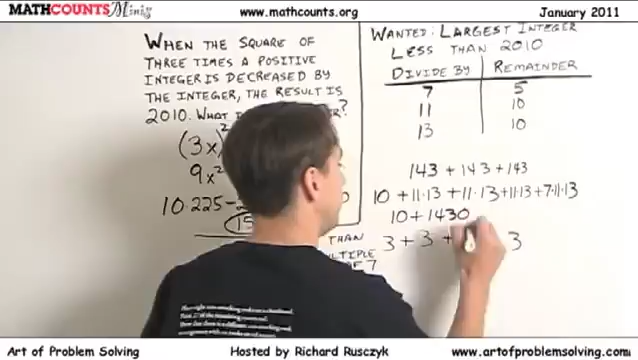 MATHCOUNTS Minis
www.mathcounts.org
January 2011
WHEN THE SQUARE OF
THREE TIMES A POSITIVE
INTEGER IS DECREASED BY
THE INTEGER, THE RESULT IS
2010. WHAT ?
(3x)²
9x²
10·225-
15
WANTED: LARGEST INTEGER
LESS THAN 2010
DIVIDE BY REMAINDER
7 5
11 10
13 10
143 + 143 + 143
10 + 11·13 + 11·13 + 11·13 + 7·11·13
10 + 1430
THAN
OF 7
3 + 3 + 3
Art of Problem Solving
Hosted by Richard Rusczyk
www.artofproblemsolving.com